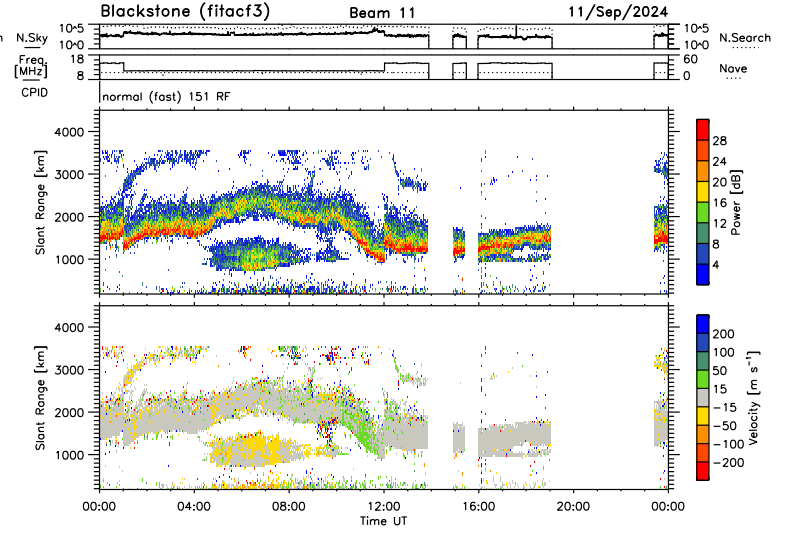 Blackstone (fitacf3) Beam 11 11/Sep/2024
n N.Sky 10^5 10^0 10^5 10^0 N.Search
Freq. [MHz] 18 8 60 0 Nave
CPID normal (fast) 151 RF
Slant Range [km] 4000 3000 2000 1000
28 24 20 16 12 8 4 Power [dB]
Slant Range [km] 4000 3000 2000 1000
200 100 50 15 -15 -50 -100 -200 Velocity [m s⁻¹]
00:00 04:00 08:00 12:00 16:00 20:00 00:00
Time UT